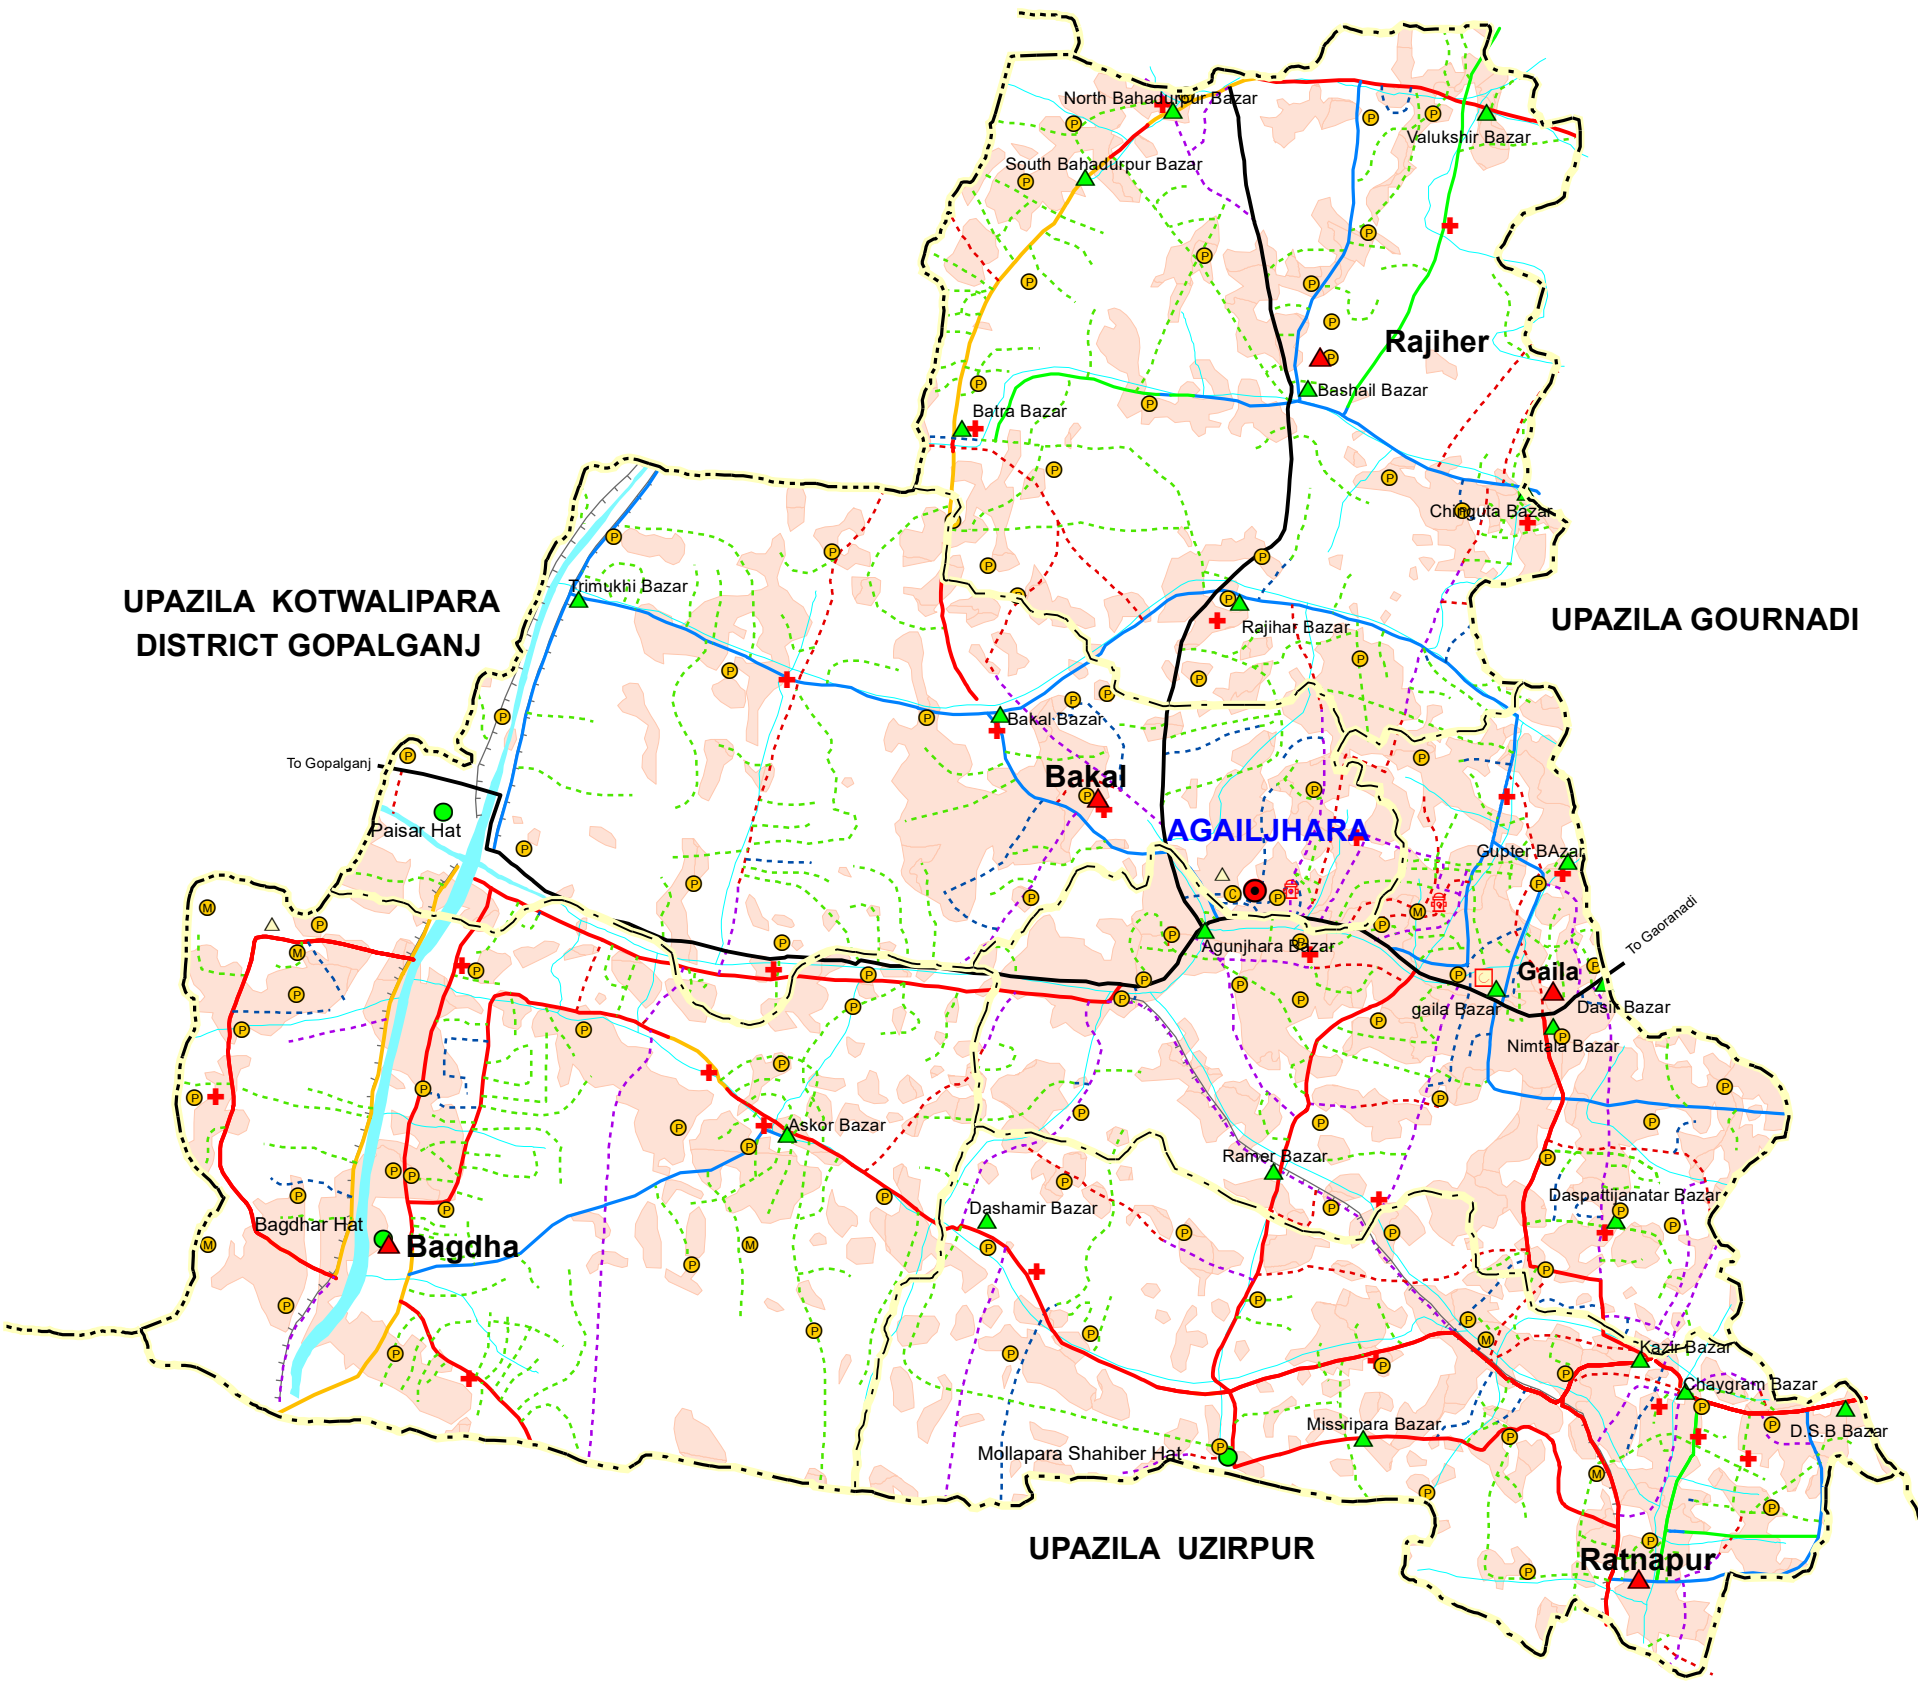 North Bahadurpur Bazar
Valukshir Bazar
South Bahadurpur Bazar
Rajiher
Bashail Bazar
Batra Bazar
Chinguta Bazar
Trimukhi Bazar
UPAZILA KOTWALIPARA
DISTRICT GOPALGANJ
UPAZILA GOURNADI
Rajihar Bazar
Bakal Bazar
To Gopalganj
Bakal
Paisar Hat
AGAILJHARA
Gupter BAzar
C
To Gaoranadi
Agunjhara Bazar
Gaila
gaila Bazar
Dasir Bazar
Nimtala Bazar
Askor Bazar
Ramer Bazar
Daspattijanatar Bazar
Dashamir Bazar
Bagdhar Hat
Bagdha
Kazir Bazar
Chaygram Bazar
Missripara Bazar
D.S.B Bazar
Mollapara Shahiber Hat
UPAZILA UZIRPUR
Ratnapur